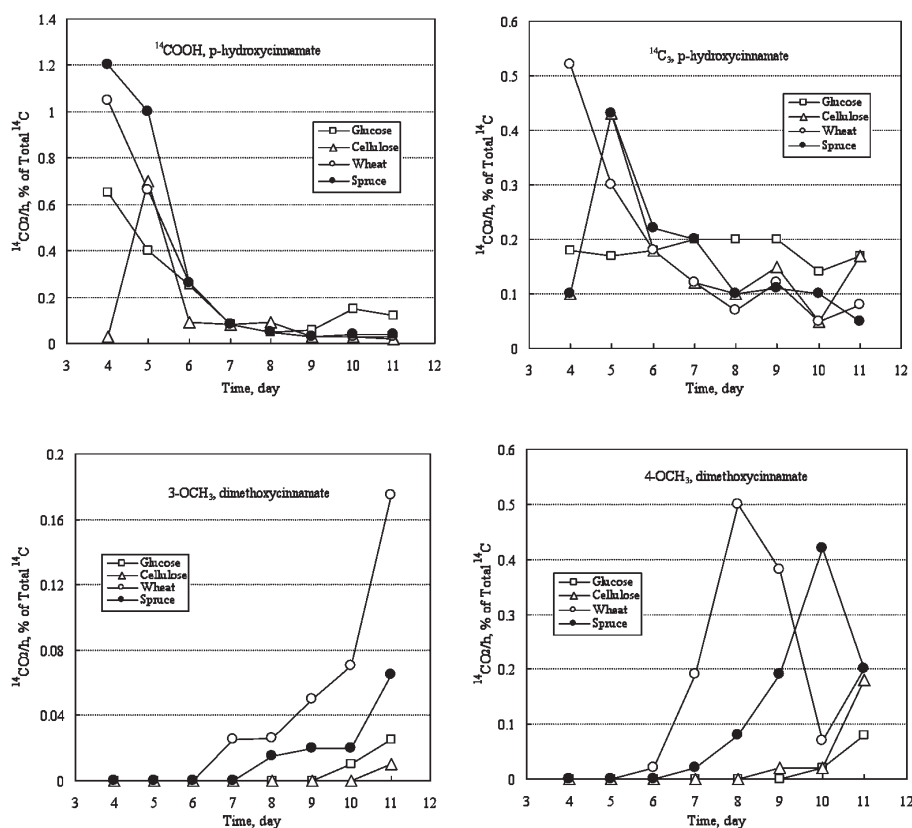 ¹⁴COOH, p-hydroxycinnamate
¹⁴CO2/h, % of Total ¹⁴C
1.4
1.2
1
0.8
0.6
0.4
0.2
0
Glucose
Cellulose
Wheat
Spruce
3 4 5 6 7 8 9 10 11 12
Time, day
¹⁴C₃, p-hydroxycinnamate
¹⁴CO2/h, % of Total ¹⁴C
0.6
0.5
0.4
0.3
0.2
0.1
0
Glucose
Cellulose
Wheat
Spruce
3 4 5 6 7 8 9 10 11 12
Time, day
3-OCH₃, dimethoxycinnamate
¹⁴CO2/h, % of Total ¹⁴C
0.2
0.16
0.12
0.08
0.04
0
Glucose
Cellulose
Wheat
Spruce
3 4 5 6 7 8 9 10 11 12
Time, day
4-OCH₃, dimethoxycinnamate
¹⁴CO2/h, % of Total ¹⁴C
0.6
0.5
0.4
0.3
0.2
0.1
0
Glucose
Cellulose
Wheat
Spruce
3 4 5 6 7 8 9 10 11 12
Time, day